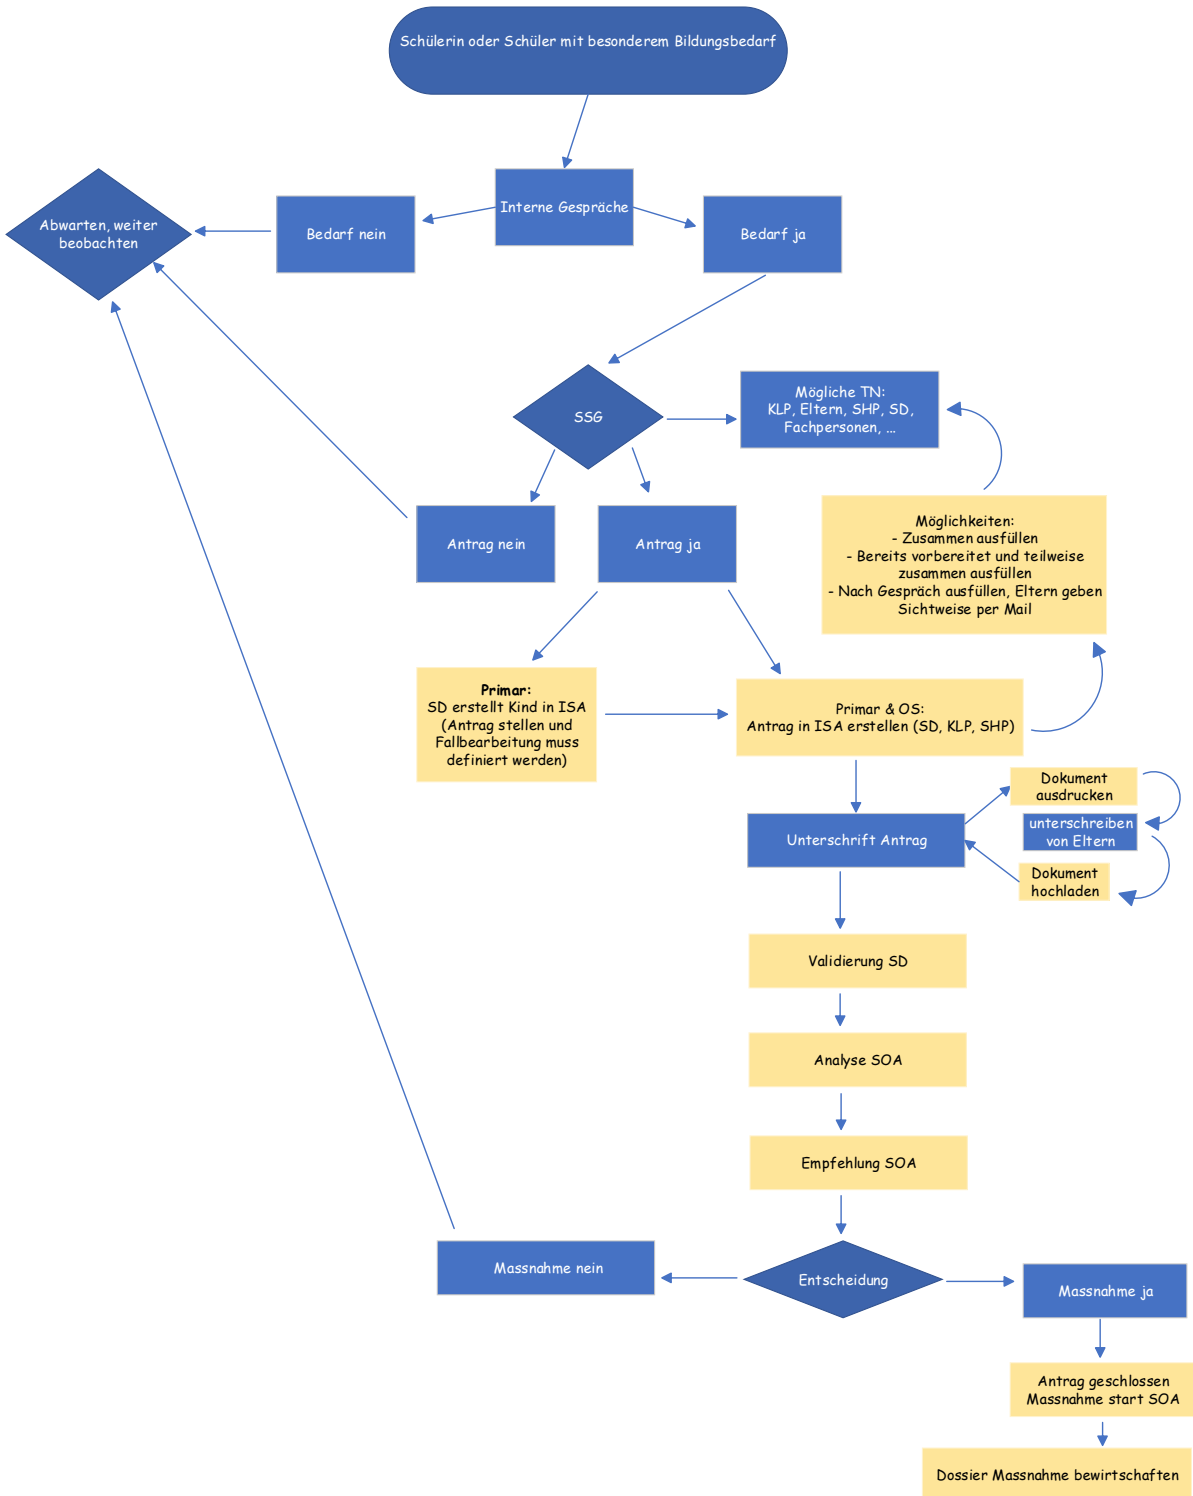 Schülerin oder Schüler mit besonderem Bildungsbedarf
Interne Gespräche
Abwarten, weiter
beobachten
Bedarf nein
Bedarf ja
SSG
Mögliche TN:
KLP, Eltern, SHP, SD,
Fachpersonen, ...
Antrag nein
Antrag ja
Möglichkeiten:
- Zusammen ausfüllen
- Bereits vorbereitet und teilweise
zusammen ausfüllen
- Nach Gespräch ausfüllen, Eltern geben
Sichtweise per Mail
Primar:
SD erstellt Kind in ISA
(Antrag stellen und
Fallbearbeitung muss
definiert werden)
Primar & OS:
Antrag in ISA erstellen (SD, KLP, SHP)
Dokument
ausdrucken
unterschreiben
von Eltern
Dokument
hochladen
Unterschrift Antrag
Validierung SD
Analyse SOA
Empfehlung SOA
Massnahme nein
Entscheidung
Massnahme ja
Antrag geschlossen
Massnahme start SOA
Dossier Massnahme bewirtschaften